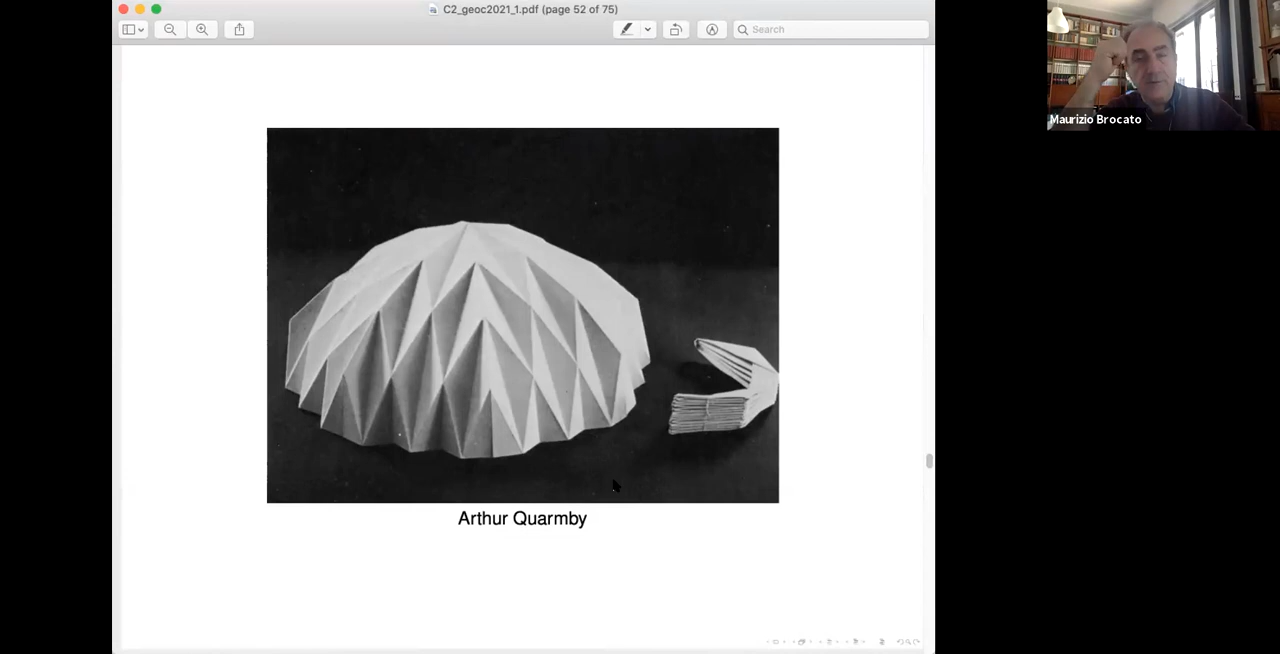 C2_geoc2021_1.pdf (page 52 of 75)
Search
Maurizio Brocato
Arthur Quarmby